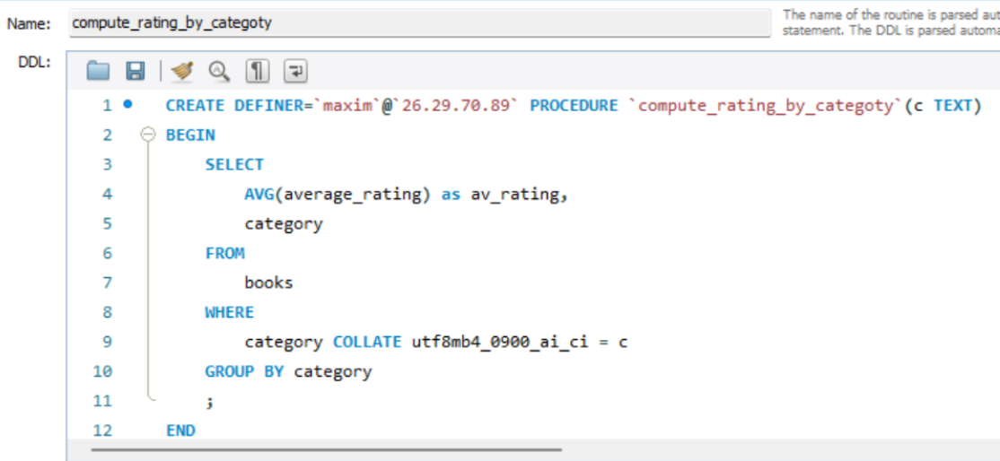 Name: compute_rating_by_categoty
The name of the routine is parsed aut
statement. The DDL is parsed automa
DDL:
1 CREATE DEFINER=`maxim`@`26.29.70.89` PROCEDURE `compute_rating_by_categoty`(c TEXT)
2 BEGIN
3 SELECT
4 AVG(average_rating) as av_rating,
5 category
6 FROM
7 books
8 WHERE
9 category COLLATE utf8mb4_0900_ai_ci = c
10 GROUP BY category
11 ;
12 END